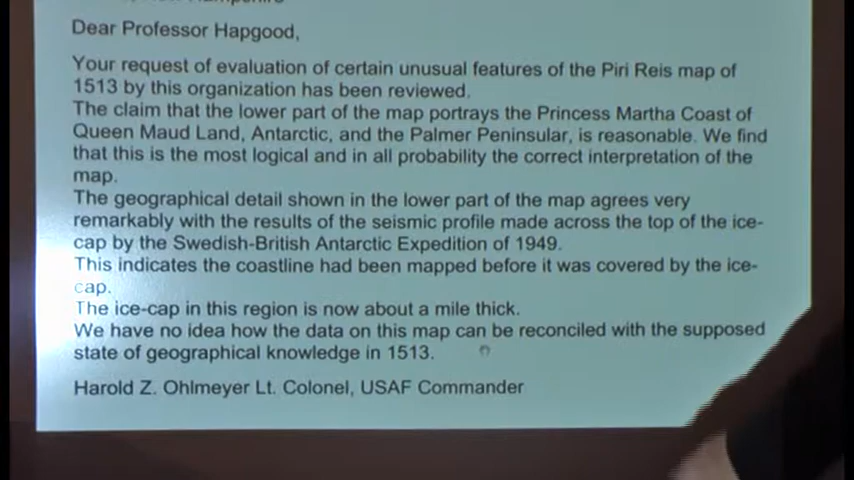 Dear Professor Hapgood,
Your request of evaluation of certain unusual features of the Piri Reis map of
1513 by this organization has been reviewed.
The claim that the lower part of the map portrays the Princess Martha Coast of
Queen Maud Land, Antarctic, and the Palmer Peninsular, is reasonable. We find
that this is the most logical and in all probability the correct interpretation of the
map.
The geographical detail shown in the lower part of the map agrees very
remarkably with the results of the seismic profile made across the top of the ice-
cap by the Swedish-British Antarctic Expedition of 1949.
This indicates the coastline had been mapped before it was covered by the ice-
cap.
The ice-cap in this region is now about a mile thick.
We have no idea how the data on this map can be reconciled with the supposed
state of geographical knowledge in 1513.
Harold Z. Ohlmeyer Lt. Colonel, USAF Commander